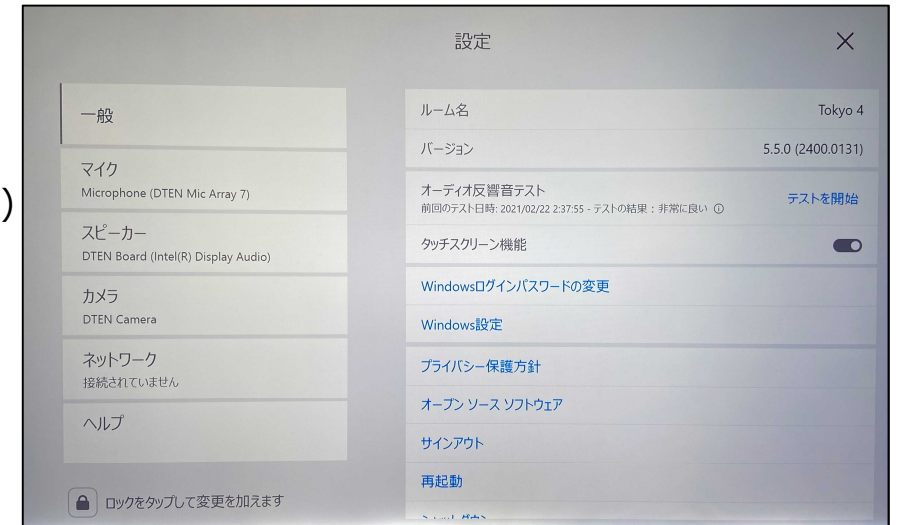 設定
)
一般
マイク
Microphone (DTEN Mic Array 7)
スピーカー
DTEN Board (Intel(R) Display Audio)
カメラ
DTEN Camera
ネットワーク
接続されていません
ヘルプ
ロックをタップして変更を加えます
ルーム名 Tokyo 4
バージョン 5.5.0 (2400.0131)
オーディオ反響音テスト
前回のテスト日時: 2021/02/22 2:37:55 - テストの結果：非常に良い
テストを開始
タッチスクリーン機能
Windowsログインパスワードの変更
Windows設定
プライバシー保護方針
オープン ソース ソフトウェア
サインアウト
再起動